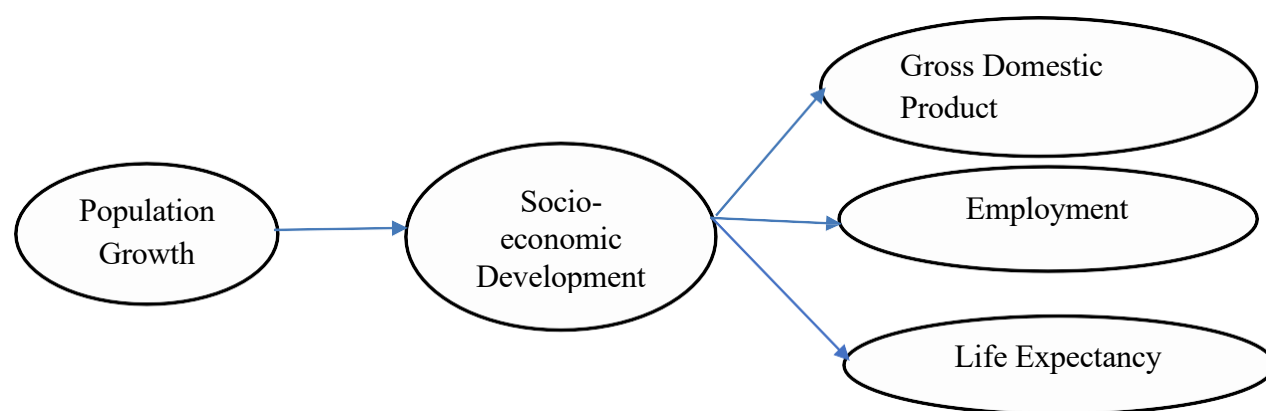 Population
Growth
Socio-
economic
Development
Gross Domestic
Product
Employment
Life Expectancy